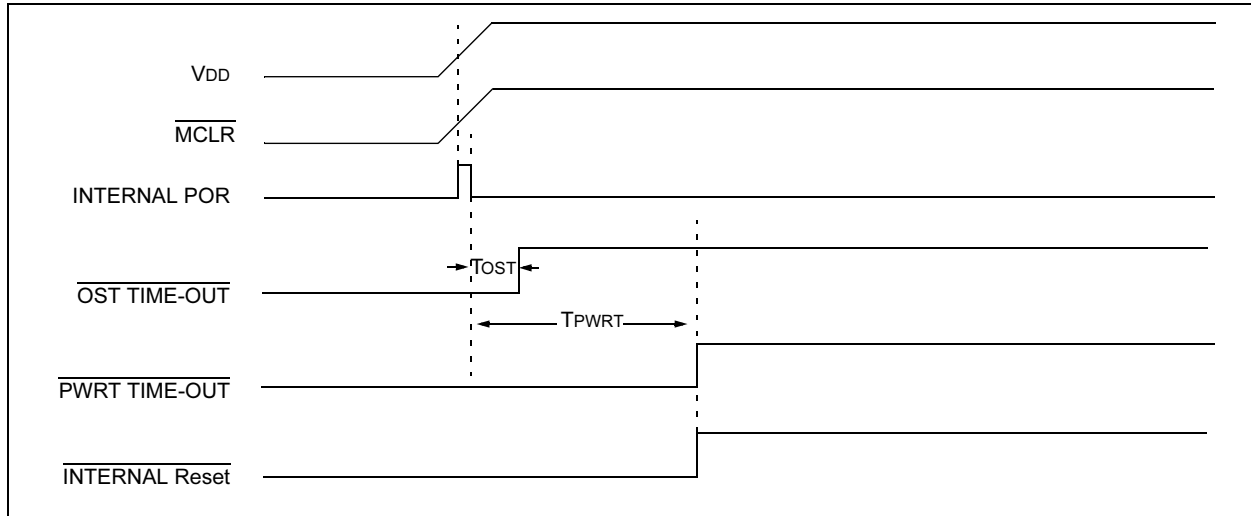 VDD
MCLR
INTERNAL POR
TOST
OST TIME-OUT
TPWRT
PWRT TIME-OUT
INTERNAL Reset